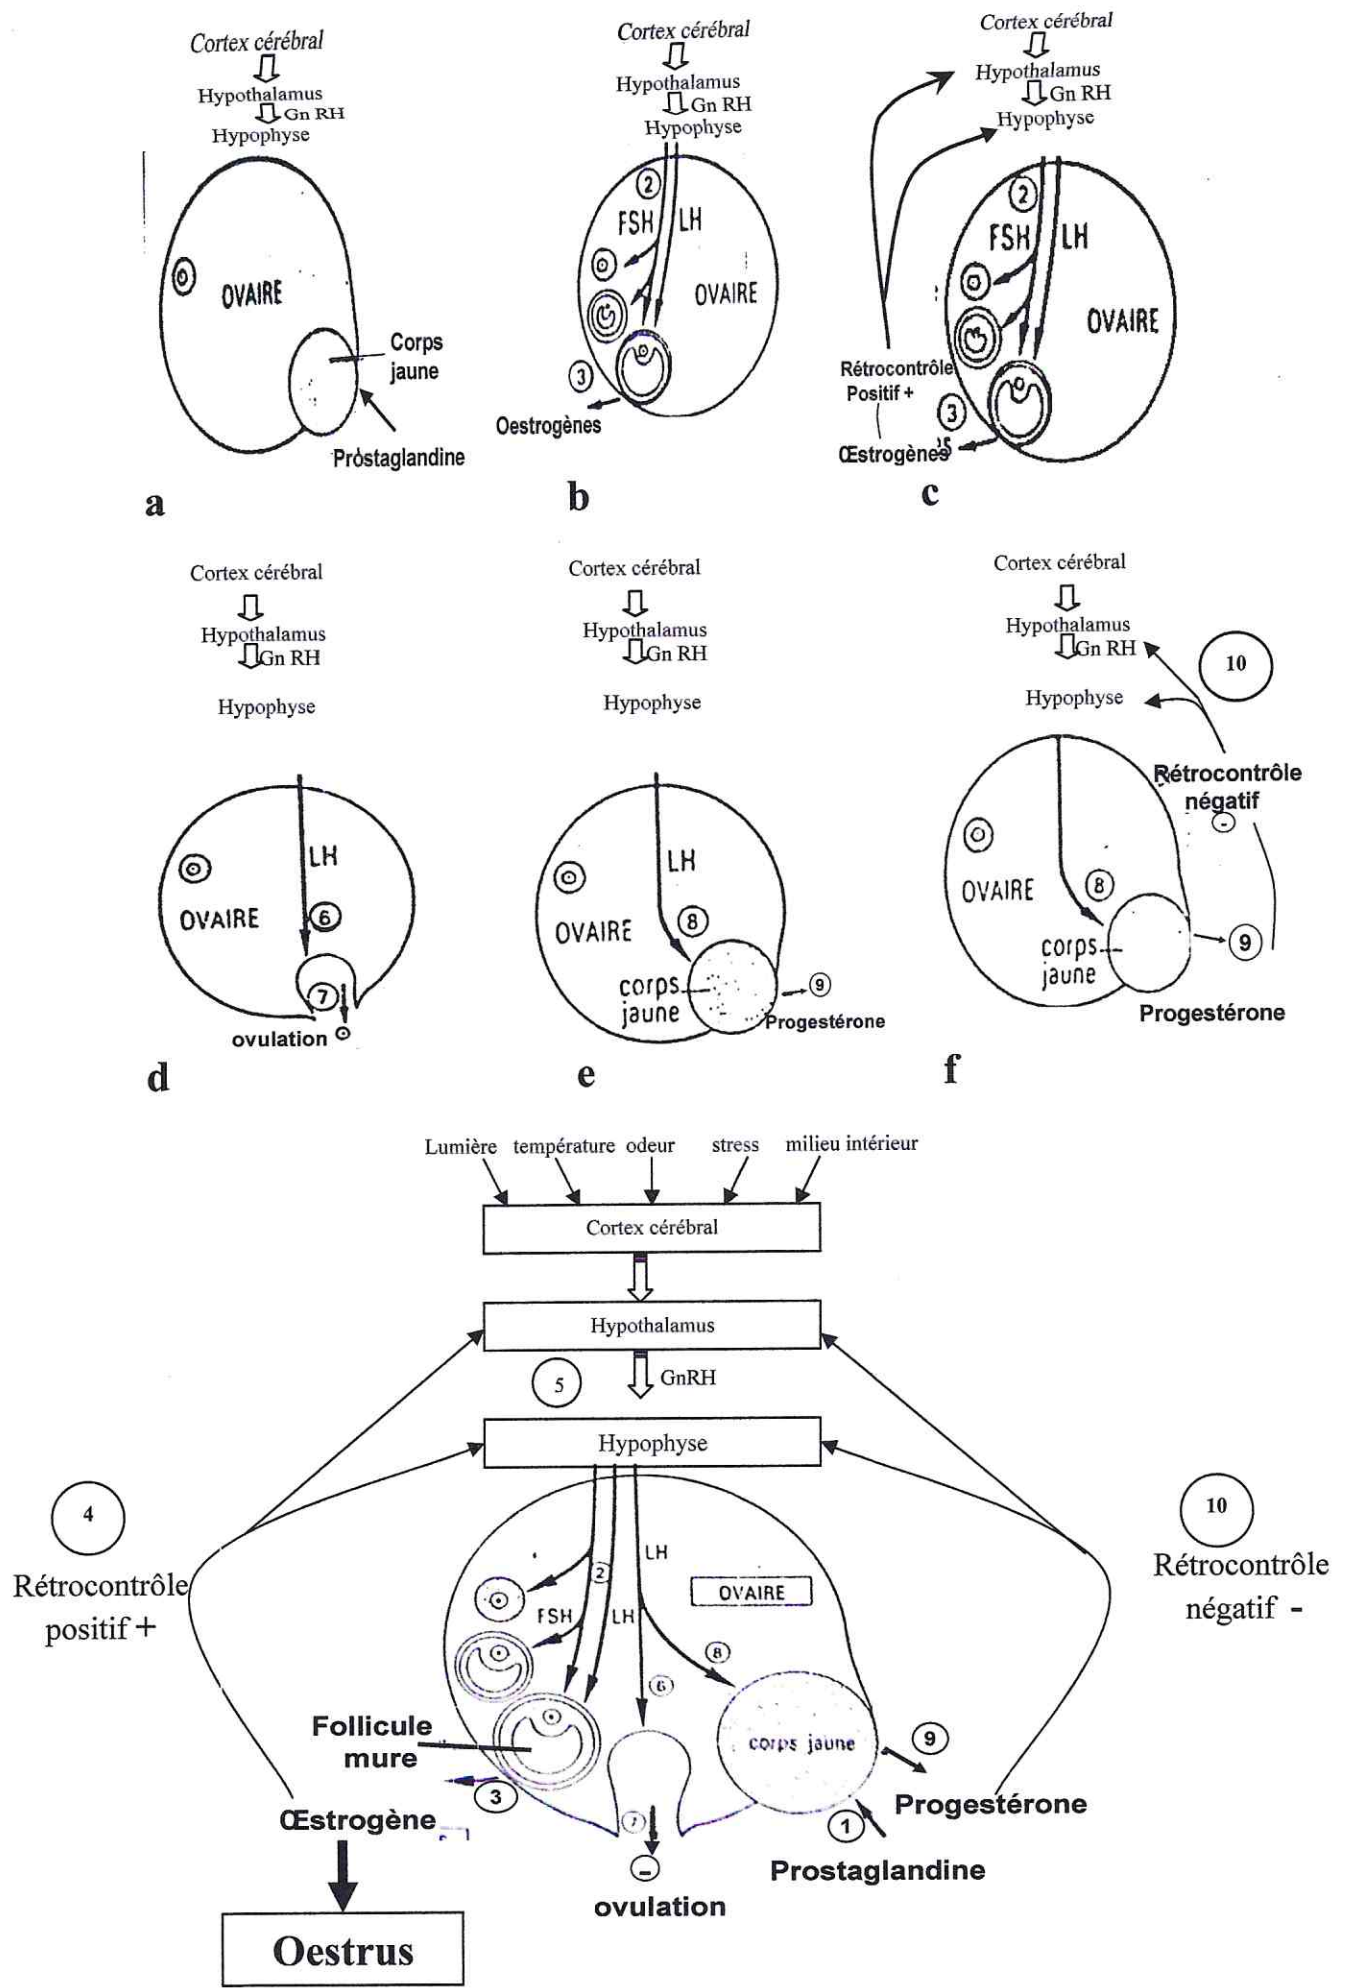 Cortex cérébral
Hypothalamus
Gn RH
Hypophyse
OVAIRE
Corps
jaune
Prostaglandine
a
Cortex cérébral
Hypothalamus
Gn RH
Hypophyse
2
FSH LH
OVAIRE
3
Oestrogènes
b
Cortex cérébral
Hypothalamus
Gn RH
Hypophyse
2
FSH LH
OVAIRE
Rétrocontrôle
Positif +
3
Œstrogènes
c
Cortex cérébral
Hypothalamus
Gn RH
Hypophyse
LH
OVAIRE
6
7
ovulation
d
Cortex cérébral
Hypothalamus
Gn RH
Hypophyse
LH
OVAIRE
8
corps
jaune
9
Progestérone
e
Cortex cérébral
Hypothalamus
Gn RH
10
Hypophyse
Rétrocontrôle
négatif
-
OVAIRE
8
corps
jaune
9
Progestérone
f
Lumière température odeur stress milieu intérieur
Cortex cérébral
Hypothalamus
5
GnRH
Hypophyse
4
Rétrocontrôle
positif +
10
Rétrocontrôle
négatif -
LH
2
OVAIRE
FSH
LH
8
6
Follicule
mure
corps jaune
9
3
Progestérone
Œstrogène
7
1
-
Prostaglandine
ovulation
Oestrus